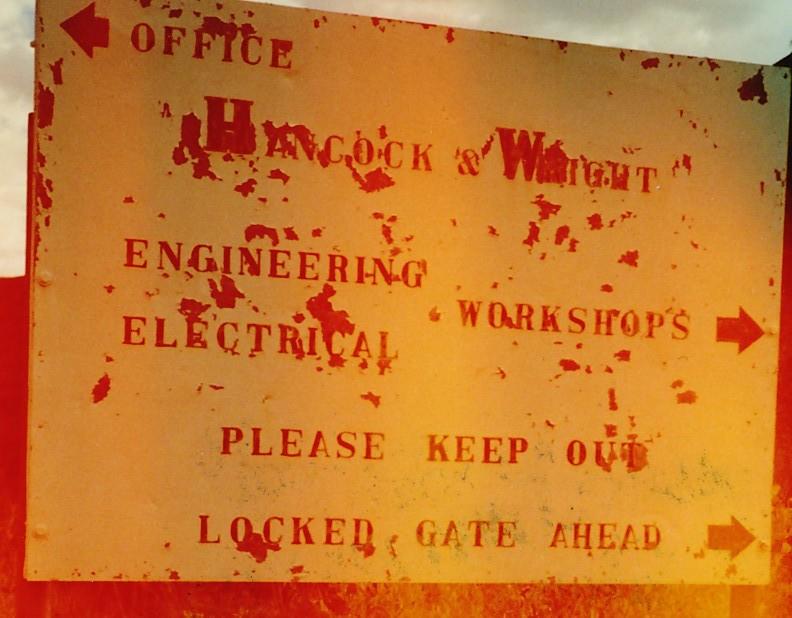 OFFICE
HANCOCK & WRIGHT
ENGINEERING
WORKSHOPS
ELECTRICAL
PLEASE KEEP OUT
LOCKED GATE AHEAD